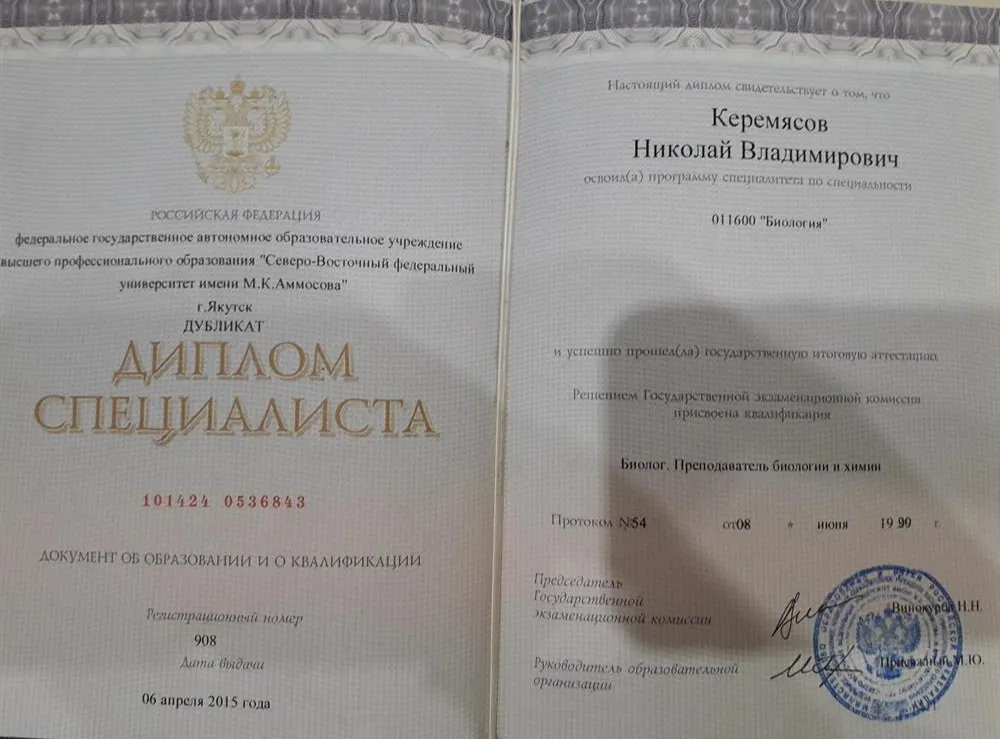 РОССИЙСКАЯ ФЕДЕРАЦИЯ
федеральное государственное автономное образовательное учреждение
высшего профессионального образования "Северо-Восточный федеральный
университет имени М.К.Аммосова"
г.Якутск
ДУБЛИКАТ
ДИПЛОМ
СПЕЦИАЛИСТА
101424 0536843
ДОКУМЕНТ ОБ ОБРАЗОВАНИИ И О КВАЛИФИКАЦИИ
Регистрационный номер
908
Дата выдачи
06 апреля 2015 года
Настоящий диплом свидетельствует о том, что
Керемясов
Николай Владимирович
освоил(а) программу специалитета по специальности
011600 "Биология"
и успешно прошел(ла) государственную итоговую аттестацию.
Решением Государственной экзаменационной комиссии
присвоена квалификация
Биолог. Преподаватель биологии и химии
Протокол №54 от08 » июня 1999 г.
Председатель
Государственной
экзаменационной комиссии
Винокуров Н.Н.
Руководитель образовательной
организации
Присяжный М.Ю.